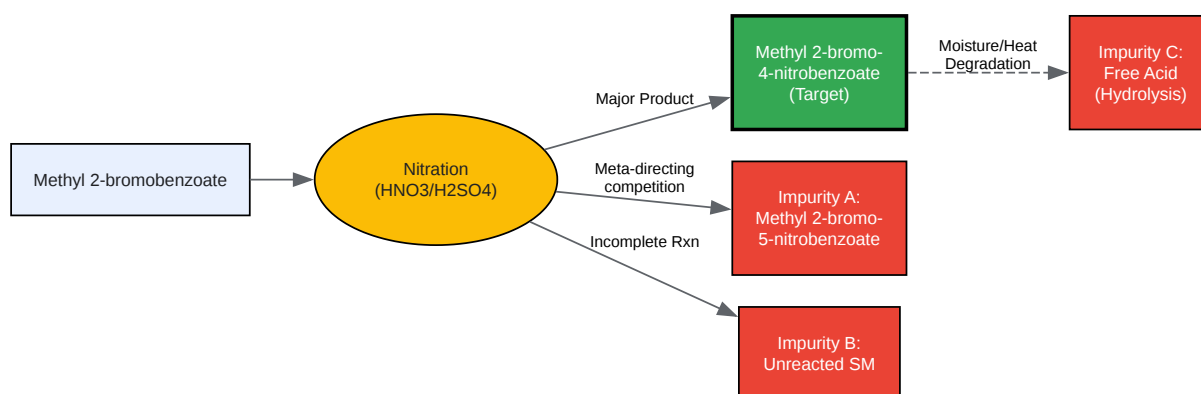 Methyl 2-bromobenzoate
Nitration
(HNO3/H2SO4)
Major Product
Meta-directing
competition
Incomplete Rxn
Methyl 2-bromo-
4-nitrobenzoate
(Target)
Moisture/Heat
Degradation
Impurity C:
Free Acid
(Hydrolysis)
Impurity A:
Methyl 2-bromo-
5-nitrobenzoate
Impurity B:
Unreacted SM